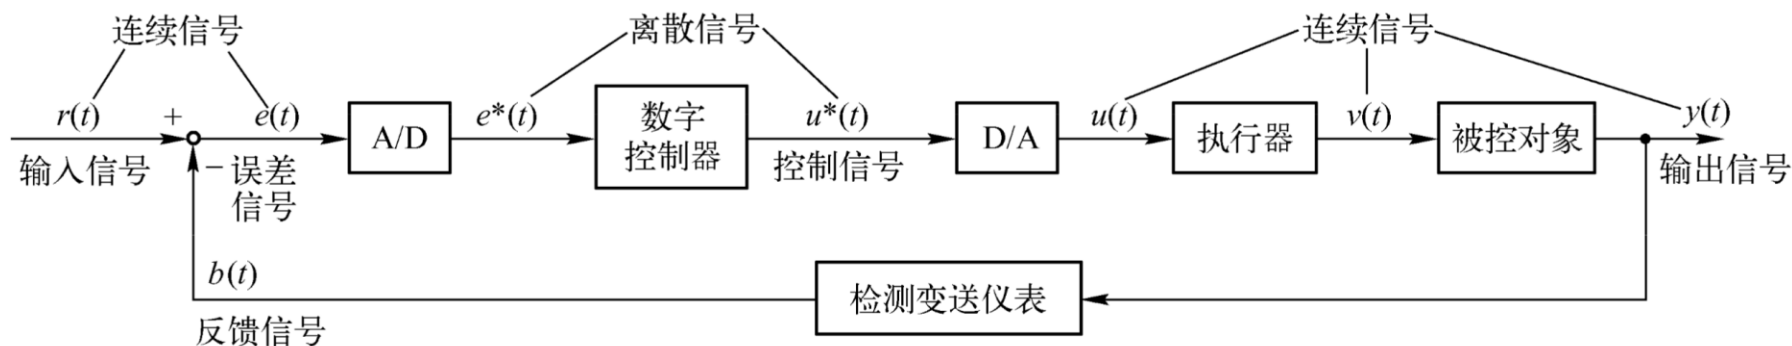 连续信号
离散信号
连续信号
r(t)
+
e(t)
A/D
e*(t)
数字
控制器
u*(t)
D/A
u(t)
执行器
v(t)
被控对象
y(t)
输入信号
−
误差
信号
控制信号
输出信号
b(t)
反馈信号
检测变送仪表